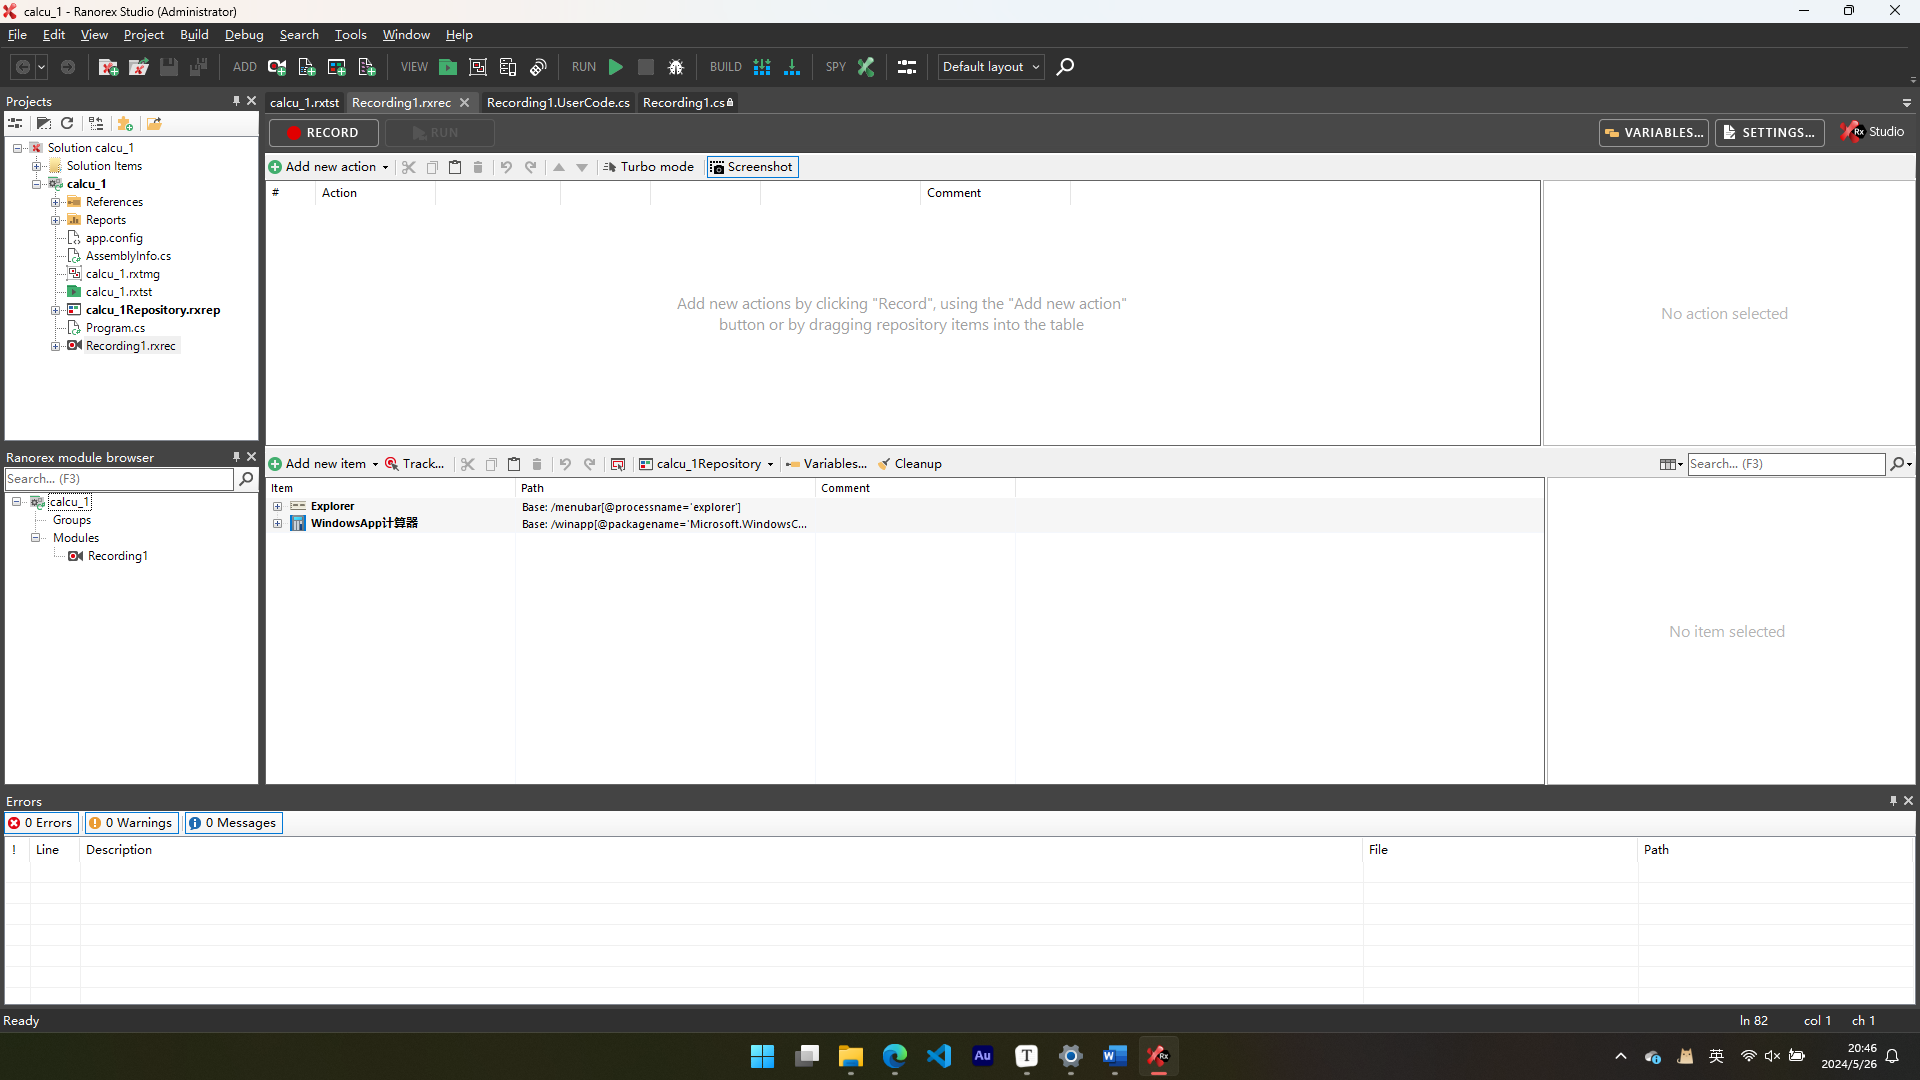 calcu_1 - Ranorex Studio (Administrator)
File Edit View Project Build Debug Search Tools Window Help
ADD VIEW RUN BUILD SPY Default layout
Projects
calcu_1.rxtst Recording1.rxrec Recording1.UserCode.cs Recording1.cs
RECORD RUN VARIABLES... SETTINGS... Rx Studio
Add new action Turbo mode Screenshot
# Action Comment
Solution calcu_1
Solution Items
calcu_1
References
Reports
app.config
AssemblyInfo.cs
calcu_1.rxtmg
calcu_1.rxtst
calcu_1Repository.rxrep
Program.cs
Recording1.rxrec
Add new actions by clicking "Record", using the "Add new action"
button or by dragging repository items into the table
No action selected
Ranorex module browser
Search... (F3)
calcu_1
Groups
Modules
Recording1
Add new item Track... calcu_1Repository Variables... Cleanup Search... (F3)
Item Path Comment
Explorer Base: /menubar[@processname='explorer']
WindowsApp计算器 Base: /winapp[@packagename='Microsoft.WindowsC...
No item selected
Errors
0 Errors 0 Warnings 0 Messages
! Line Description File Path
Ready ln 82 col 1 ch 1
Au T W Rx 英 20:46
2024/5/26